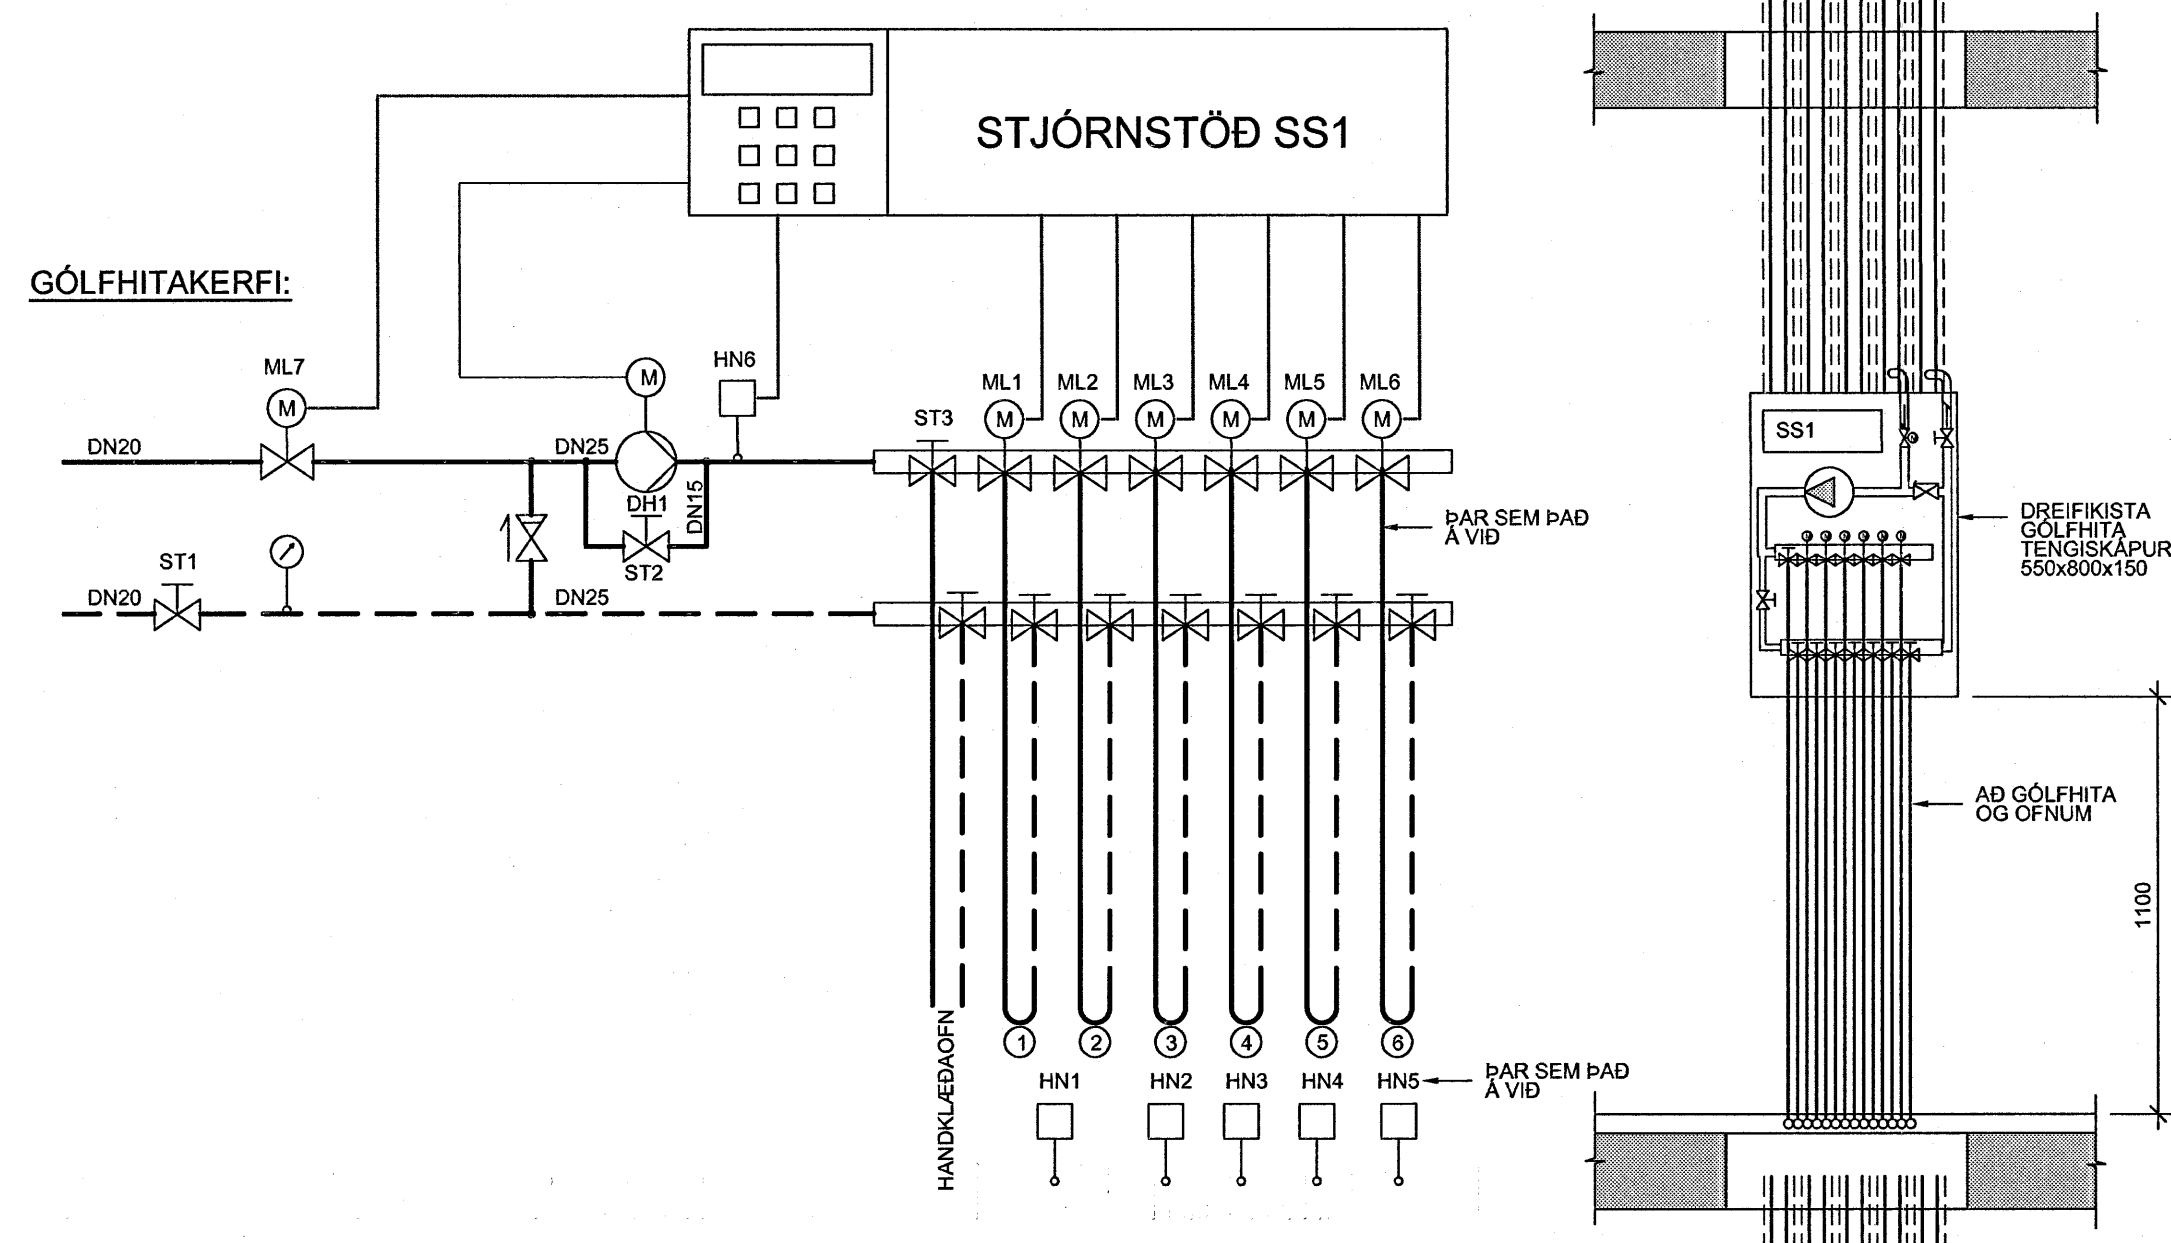 STJÓRNSTÖÐ SS1
GÓLFHITAKERFI:
ML7
M
DN20
M
HN6
DN25
DH1
DN15
ST2
ST1
DN20
DN25
ST3
ML1
ML2
ML3
ML4
ML5
ML6
M
M
M
M
M
M
ÞAR SEM ÞAÐ
Á VIÐ
HANDKLÆÐAOFN
1
2
3
4
5
6
HN1
HN2
HN3
HN4
HN5
ÞAR SEM ÞAÐ
Á VIÐ
SS1
DREIFIKISTA
GÓLFHITA
TENGISKÁPUR
550x800x150
AÐ GÓLFHITA
OG OFNUM
1100